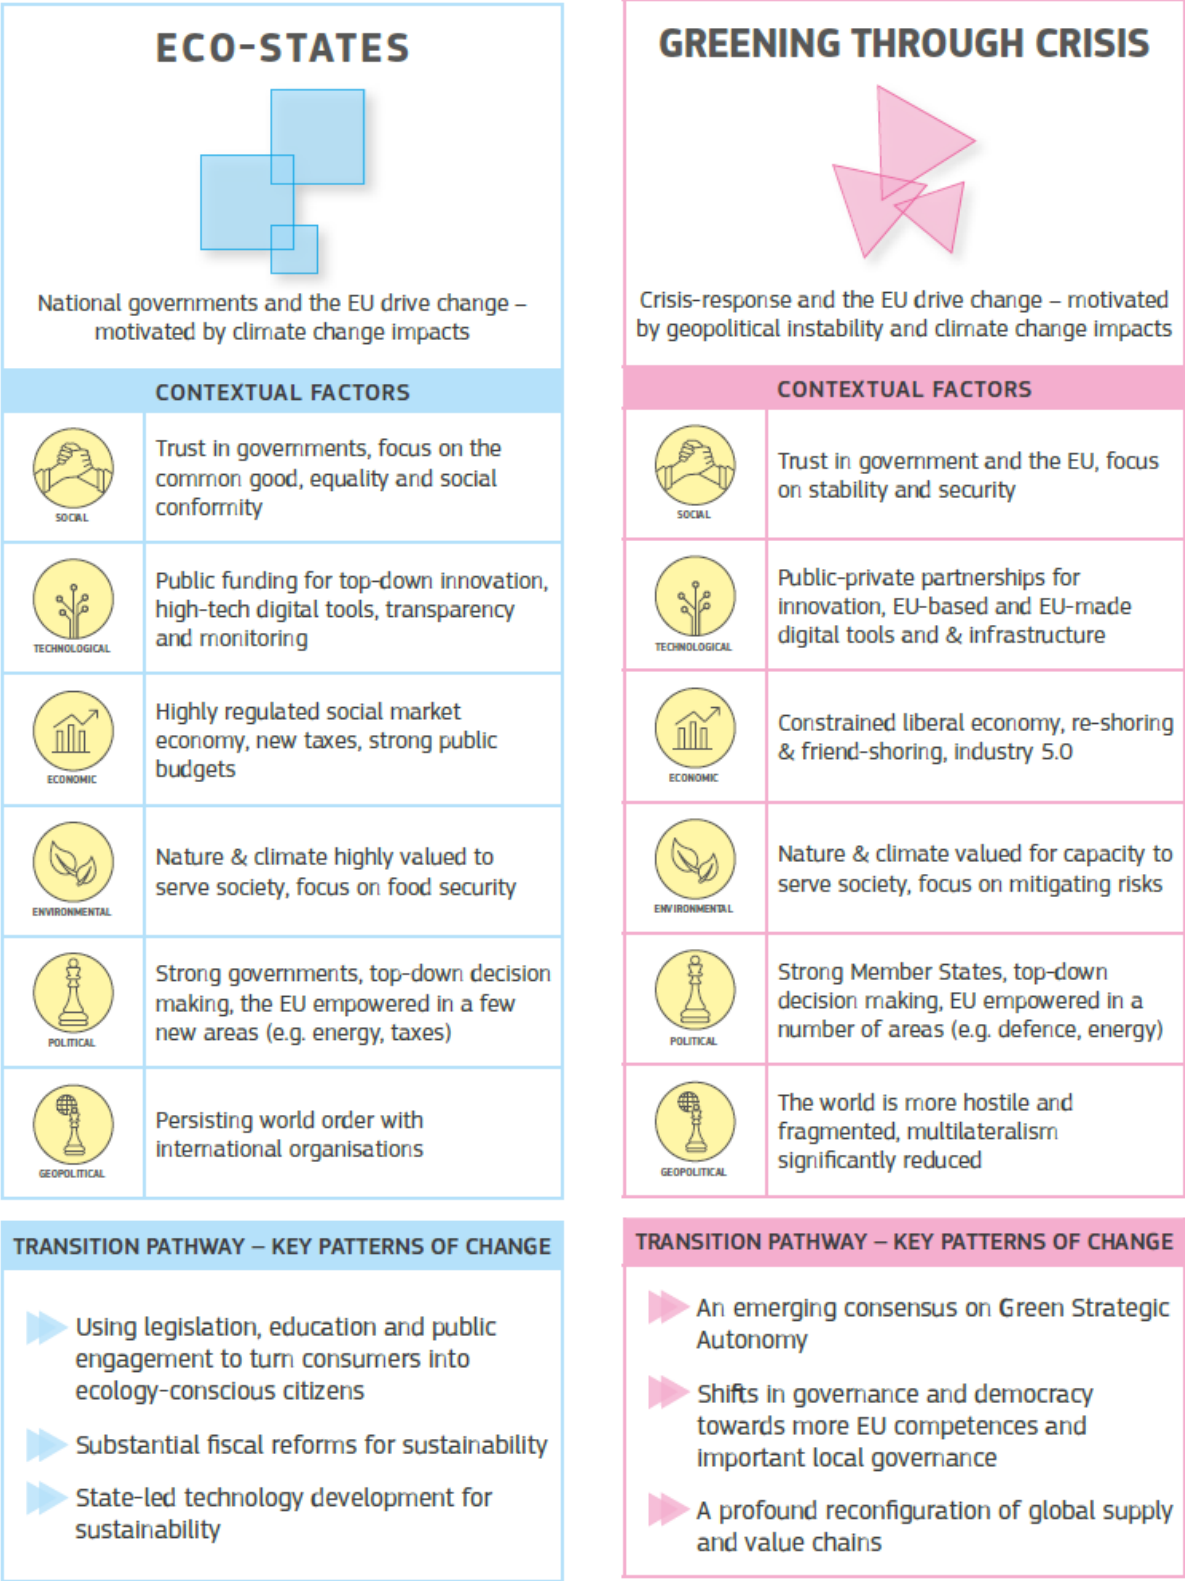 ECO-STATES
National governments and the EU drive change –
motivated by climate change impacts
CONTEXTUAL FACTORS
SOCIAL
Trust in governments, focus on the
common good, equality and social
conformity
TECHNOLOGICAL
Public funding for top-down innovation,
high-tech digital tools, transparency
and monitoring
ECONOMIC
Highly regulated social market
economy, new taxes, strong public
budgets
ENVIRONMENTAL
Nature & climate highly valued to
serve society, focus on food security
POLITICAL
Strong governments, top-down decision
making, the EU empowered in a few
new areas (e.g. energy, taxes)
GEOPOLITICAL
Persisting world order with
international organisations
TRANSITION PATHWAY – KEY PATTERNS OF CHANGE
Using legislation, education and public
engagement to turn consumers into
ecology-conscious citizens
Substantial fiscal reforms for sustainability
State-led technology development for
sustainability
GREENING THROUGH CRISIS
Crisis-response and the EU drive change – motivated
by geopolitical instability and climate change impacts
CONTEXTUAL FACTORS
SOCIAL
Trust in government and the EU, focus
on stability and security
TECHNOLOGICAL
Public-private partnerships for
innovation, EU-based and EU-made
digital tools and & infrastructure
ECONOMIC
Constrained liberal economy, re-shoring
& friend-shoring, industry 5.0
ENVIRONMENTAL
Nature & climate valued for capacity to
serve society, focus on mitigating risks
POLITICAL
Strong Member States, top-down
decision making, EU empowered in a
number of areas (e.g. defence, energy)
GEOPOLITICAL
The world is more hostile and
fragmented, multilateralism
significantly reduced
TRANSITION PATHWAY – KEY PATTERNS OF CHANGE
An emerging consensus on Green Strategic
Autonomy
Shifts in governance and democracy
towards more EU competences and
important local governance
A profound reconfiguration of global supply
and value chains